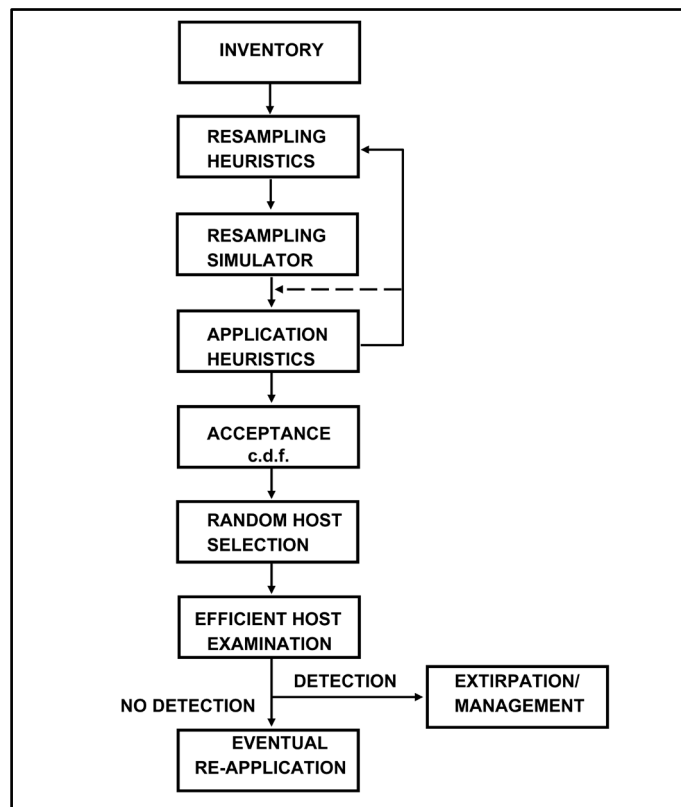 INVENTORY
RESAMPLING
HEURISTICS
RESAMPLING
SIMULATOR
APPLICATION
HEURISTICS
ACCEPTANCE
c.d.f.
RANDOM HOST
SELECTION
EFFICIENT HOST
EXAMINATION
DETECTION
EXTIRPATION/
MANAGEMENT
NO DETECTION
EVENTUAL
RE-APPLICATION